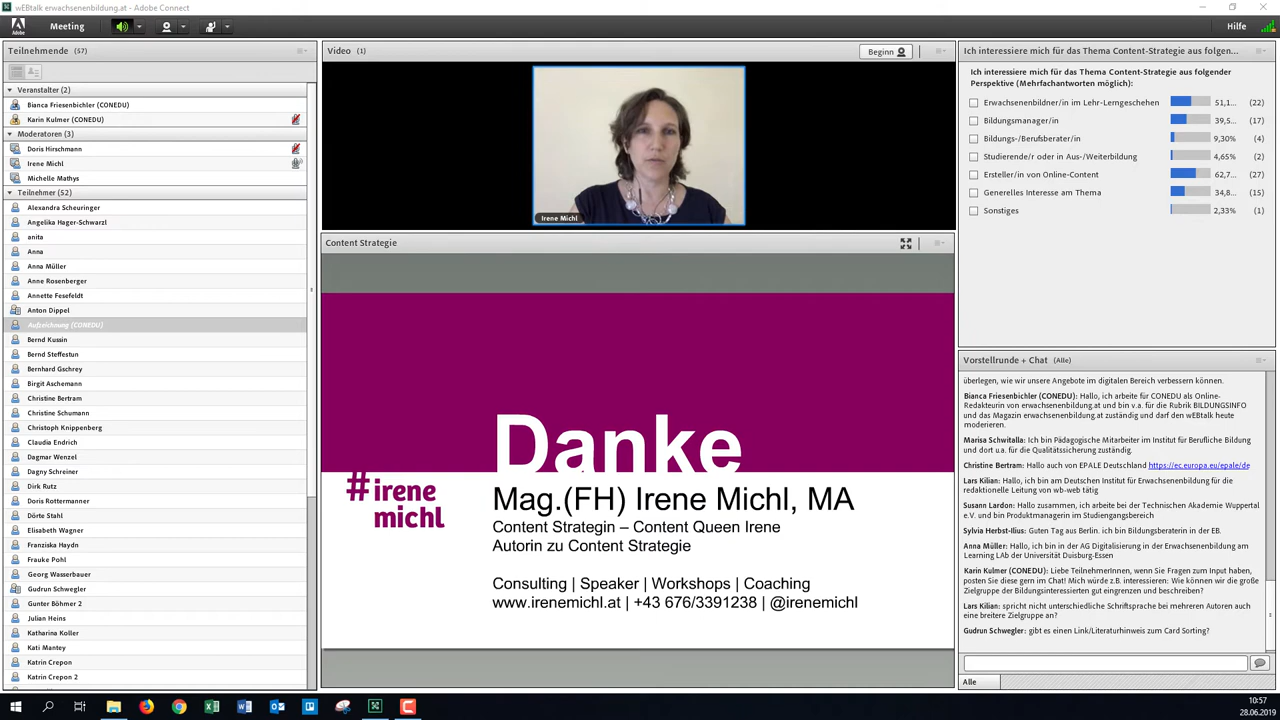 wEBtalk erwachsenenbildung.at - Adobe Connect
Meeting
Hilfe
Teilnehmende (57)
Veranstalter (2)
Bianca Friesenbichler (CONEDU)
Karin Kulmer (CONEDU)
Moderatoren (3)
Doris Hirschmann
Irene Michl
Michelle Mathys
Teilnehmer (52)
Alexandra Scheuringer
Angelika Hager-Schwarzl
anita
Anna
Anna Müller
Anne Rosenberger
Annette Fesefeldt
Anton Dippel
Aufzeichnung (CONEDU)
Bernd Kussin
Bernd Steffestun
Bernhard Gschrey
Birgit Aschemann
Christine Bertram
Christine Schumann
Christoph Knippenberg
Claudia Endrich
Dagmar Wenzel
Dagny Schreiner
Dirk Rutz
Doris Rottermanner
Dörte Stahl
Elisabeth Wagner
Franziska Haydn
Frauke Pohl
Georg Wasserbauer
Gudrun Schwegler
Gunter Böhmer 2
Julian Heins
Katharina Koller
Kati Mantey
Katrin Crepon
Katrin Crepon 2
Video (1)
Beginn
Irene Michl
Content Strategie
Danke
#irene
michl
Mag.(FH) Irene Michl, MA
Content Strategin – Content Queen Irene
Autorin zu Content Strategie
Consulting | Speaker | Workshops | Coaching
www.irenemichl.at | +43 676/3391238 | @irenemichl
Ich interessiere mich für das Thema Content-Strategie aus folgen...
Ich interessiere mich für das Thema Content-Strategie aus folgender
Perspektive (Mehrfachantworten möglich):
Erwachsenenbildner/in im Lehr-Lerngeschehen 51,1... (22)
Bildungsmanager/in 39,5... (17)
Bildungs-/Berufsberater/in 9,30% (4)
Studierende/r oder in Aus-/Weiterbildung 4,65% (2)
Ersteller/in von Online-Content 62,7... (27)
Generelles Interesse am Thema 34,8... (15)
Sonstiges 2,33% (1)
Vorstellrunde + Chat (Alle)
überlegen, wie wir unsere Angebote im digitalen Bereich verbessern können.
Bianca Friesenbichler (CONEDU): Hallo, ich arbeite für CONEDU als Online-
Redakteurin von erwachsenenbildung.at und bin v.a. für die Rubrik BILDUNGSINFO
und das Magazin erwachsenenbildung.at zuständig und darf den wEBtalk heute
moderieren.
Marisa Schwitalla: Ich bin Pädagogische Mitarbeiter im Institut für Berufliche Bildung
und dort u.a. für die Qualitätssicherung zuständig.
Christine Bertram: Hallo auch von EPALE Deutschland https://ec.europa.eu/epale/de
Lars Kilian: Hallo, ich bin am Deutschen Institut für Erwachsenenbildung für die
redaktionelle Leitung von wb-web tätig
Susann Lardon: Hallo zusammen, ich arbeite bei der Technischen Akademie Wuppertal
e.V. und bin Produktmanagerin im Studiengangsbereich
Sylvia Herbst-Ilius: Guten Tag aus Berlin. ich bin Bildungsberaterin in der EB.
Anna Müller: Hallo, ich bin in der AG Digitalisierung in der Erwachsenenbildung am
Learning LAb der Universität Duisburg-Essen
Karin Kulmer (CONEDU): Liebe TeilnehmerInnen, wenn Sie Fragen zum Input haben,
posten Sie diese gern im Chat! Mich würde z.B. interessieren: Wie können wir die große
Zielgruppe der Bildungsinteressierten gut eingrenzen und beschreiben?
Lars Kilian: spricht nicht unterschiedliche Schriftsprache bei mehreren Autoren auch
eine breitere Zielgruppe an?
Gudrun Schwegler: gibt es einen Link/Literaturhinweis zum Card Sorting?
Alle
10:57
28.06.2019